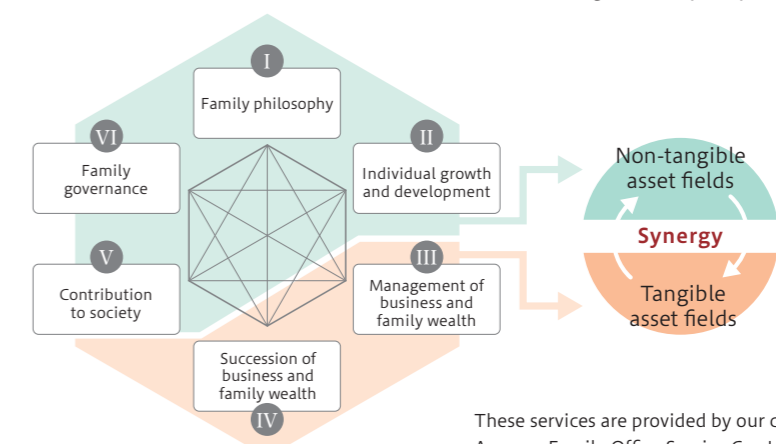 I
Family philosophy
VI
Family
governance
II
Individual growth
and development
V
Contribution
to society
III
Management of
business and
family wealth
Succession of
business and
family wealth
IV
Non-tangible
asset fields
Synergy
Tangible
asset fields
These services are provided by our